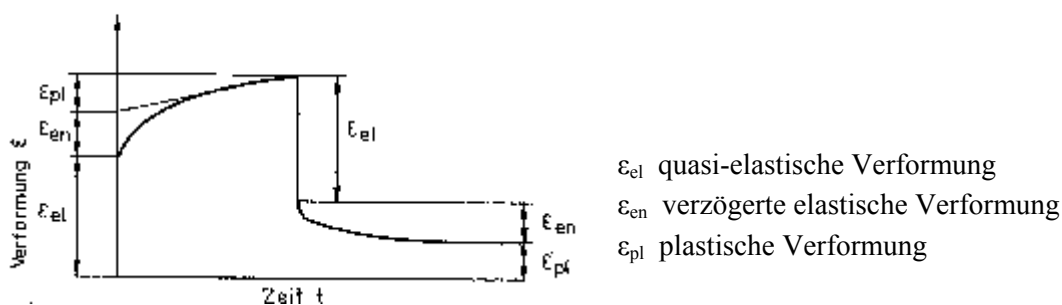 ε_pl
ε_en
ε_el
ε_el
ε_en
ε_pl
Verformung ε
Zeit t
ε_el quasi-elastische Verformung
ε_en verzögerte elastische Verformung
ε_pl plastische Verformung